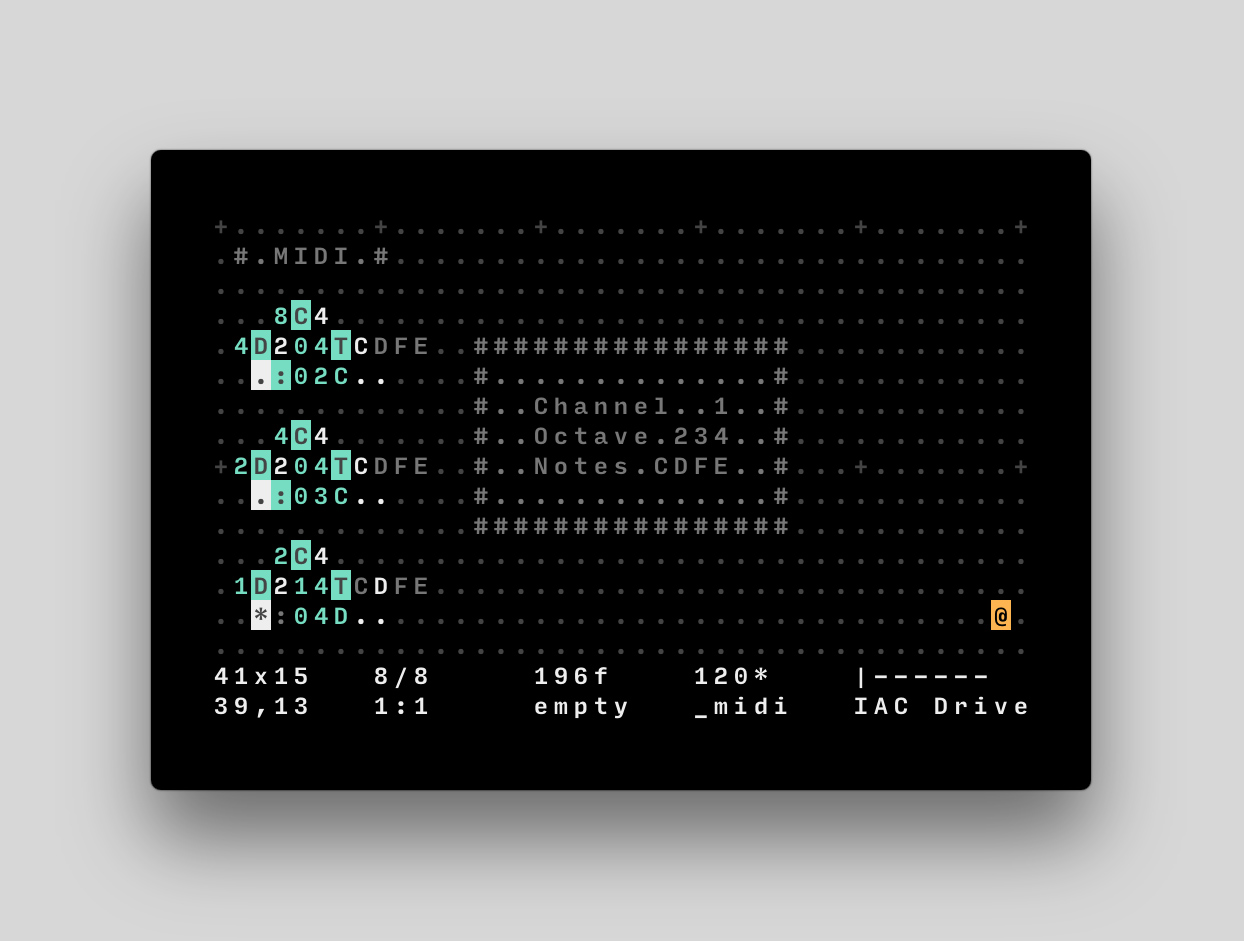 +.......+.......+.......+.......+.......+
.#.MIDI.#................................
.........................................
...8C4...................................
.4D204TCDFE..################............
...:02C......#..............#............
.............#..Channel..1..#............
...4C4.......#..Octave.234..#............
+2D204TCDFE..#..Notes.CDFE..#...+.......+
...:03C......#..............#............
.............################............
...2C4...................................
.1D214TCDFE..............................
..*:04D................................@.
.........................................
41x15 8/8 196f 120* |------
39,13 1:1 empty _midi IAC Drive